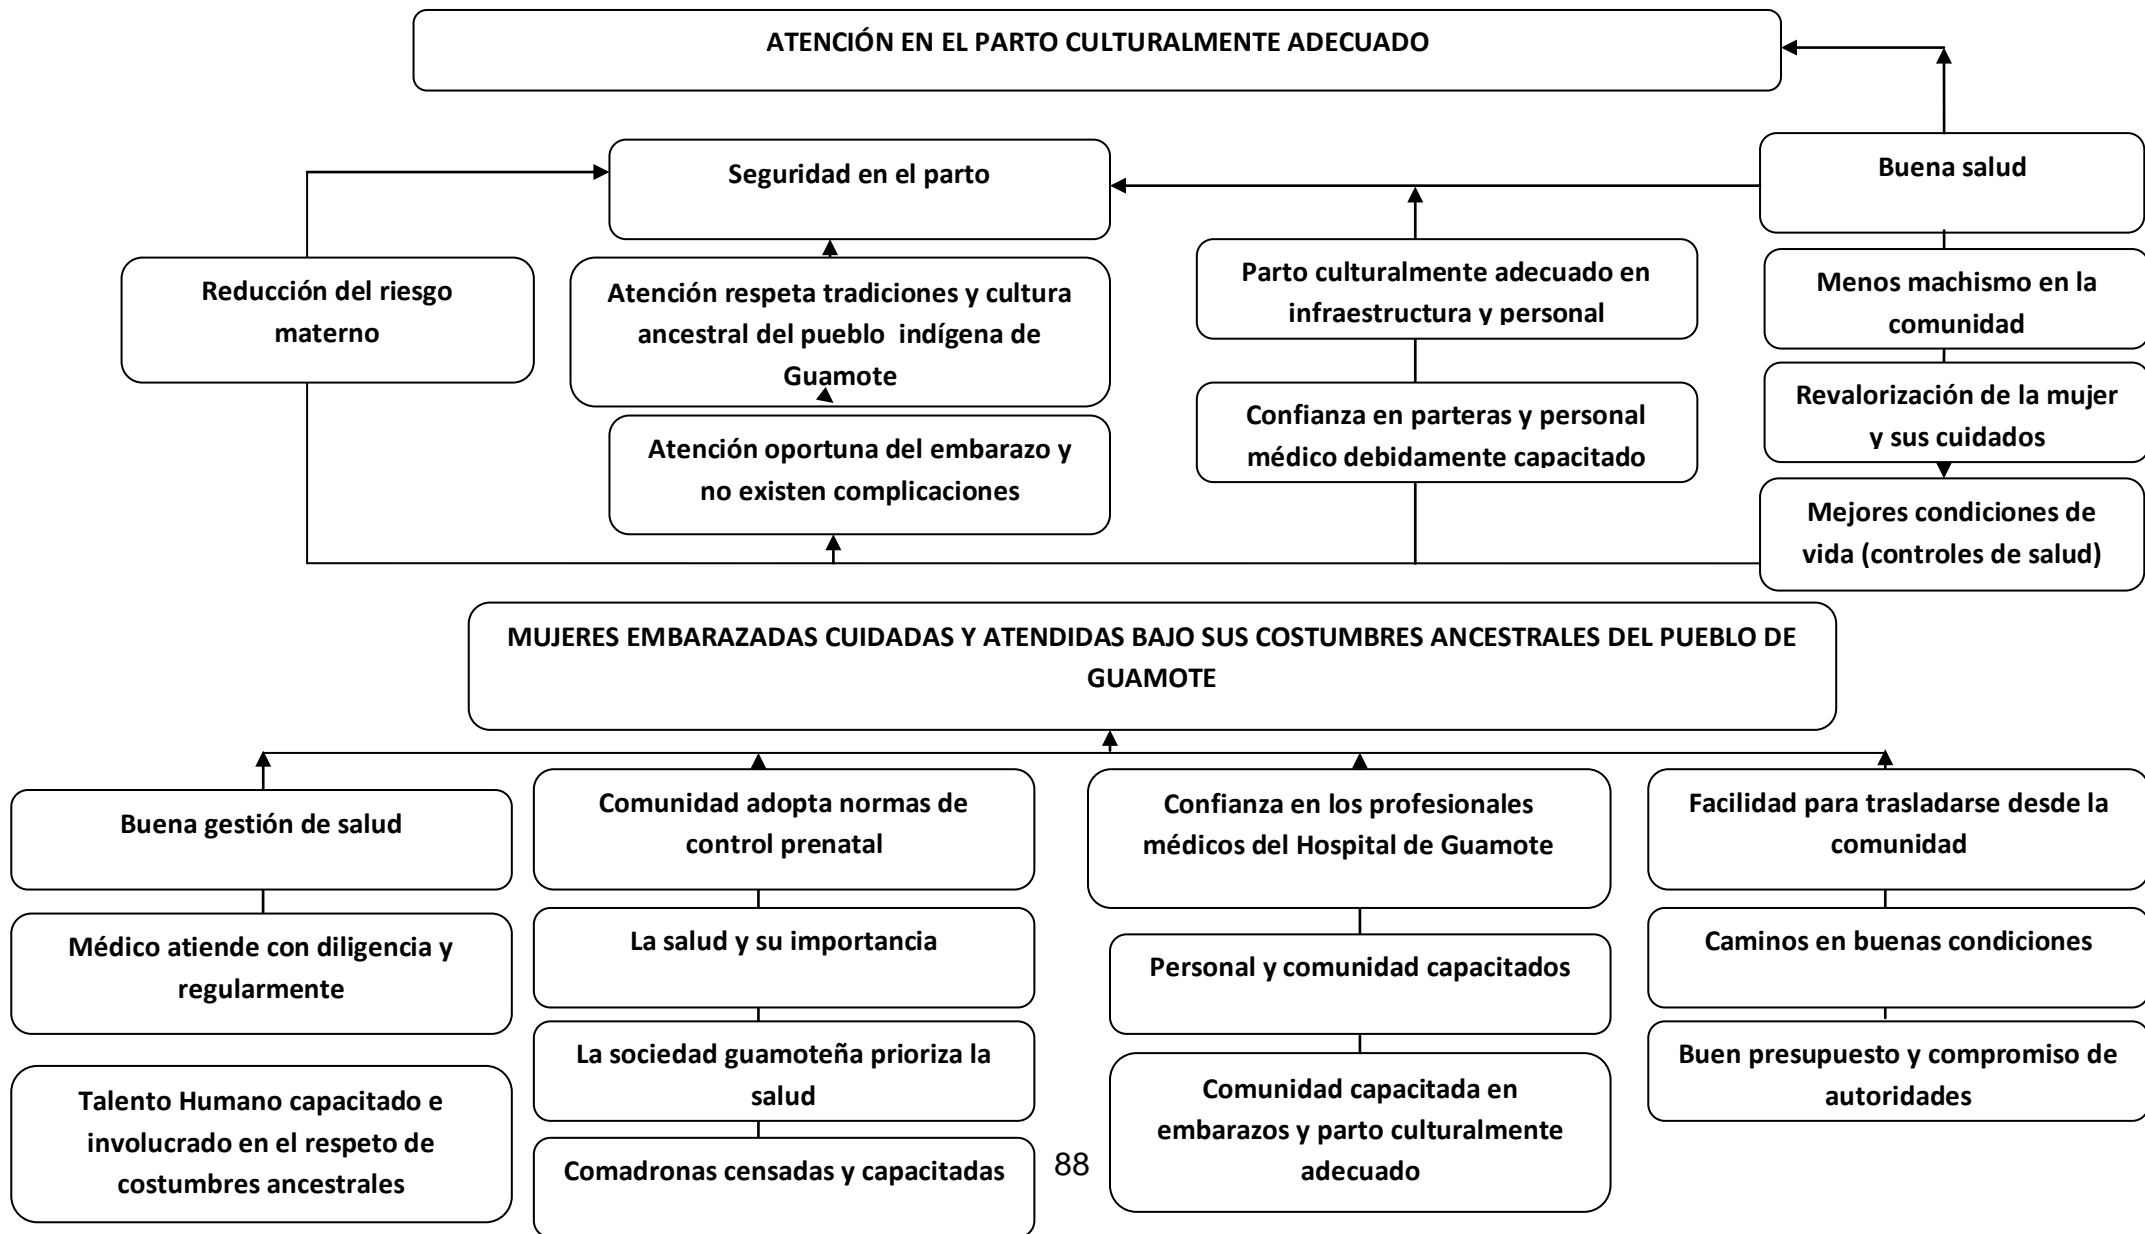 ATENCIÓN EN EL PARTO CULTURALMENTE ADECUADO
Seguridad en el parto
Buena salud
Reducción del riesgo
materno
Atención respeta tradiciones y cultura
ancestral del pueblo indígena de
Guamote
Parto culturalmente adecuado en
infraestructura y personal
Menos machismo en la
comunidad
Atención oportuna del embarazo y
no existen complicaciones
Confianza en parteras y personal
médico debidamente capacitado
Revalorización de la mujer
y sus cuidados
Mejores condiciones de
vida (controles de salud)
MUJERES EMBARAZADAS CUIDADAS Y ATENDIDAS BAJO SUS COSTUMBRES ANCESTRALES DEL PUEBLO DE
GUAMOTE
Buena gestión de salud
Comunidad adopta normas de
control prenatal
Confianza en los profesionales
médicos del Hospital de Guamote
Facilidad para trasladarse desde la
comunidad
Médico atiende con diligencia y
regularmente
La salud y su importancia
Personal y comunidad capacitados
Caminos en buenas condiciones
Talento Humano capacitado e
involucrado en el respeto de
costumbres ancestrales
La sociedad guamoteña prioriza la
salud
Comunidad capacitada en
embarazos y parto culturalmente
adecuado
Buen presupuesto y compromiso de
autoridades
Comadronas censadas y capacitadas
88